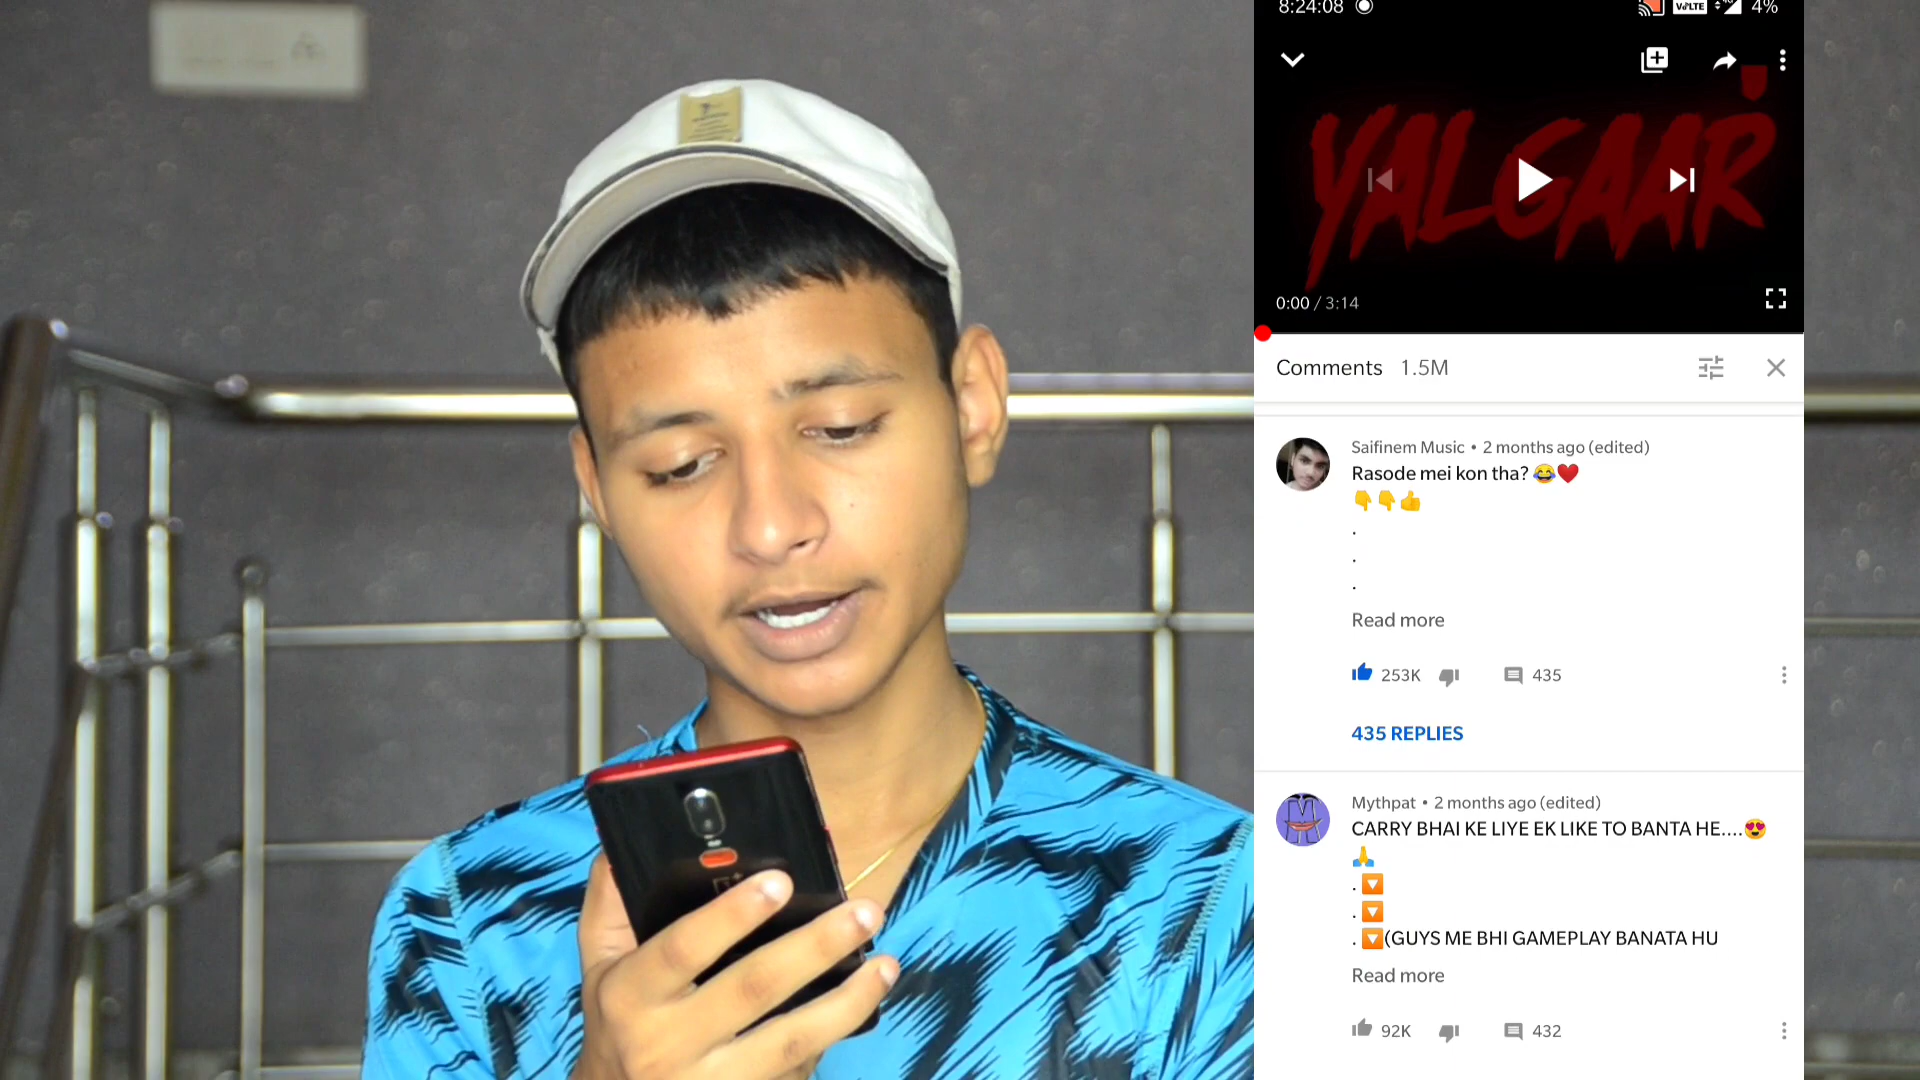 8:24:08
VoLTE
4%
YALGAAR
0:00 / 3:14
Comments 1.5M
Saifinem Music • 2 months ago (edited)
Rasode mei kon tha? 😂❤️
👇👇👍
.
.
.
Read more
253K
435
435 REPLIES
Mythpat • 2 months ago (edited)
CARRY BHAI KE LIYE EK LIKE TO BANTA HE....😍
🙏
. 🔽
. 🔽
. 🔽(GUYS ME BHI GAMEPLAY BANATA HU
Read more
92K
432